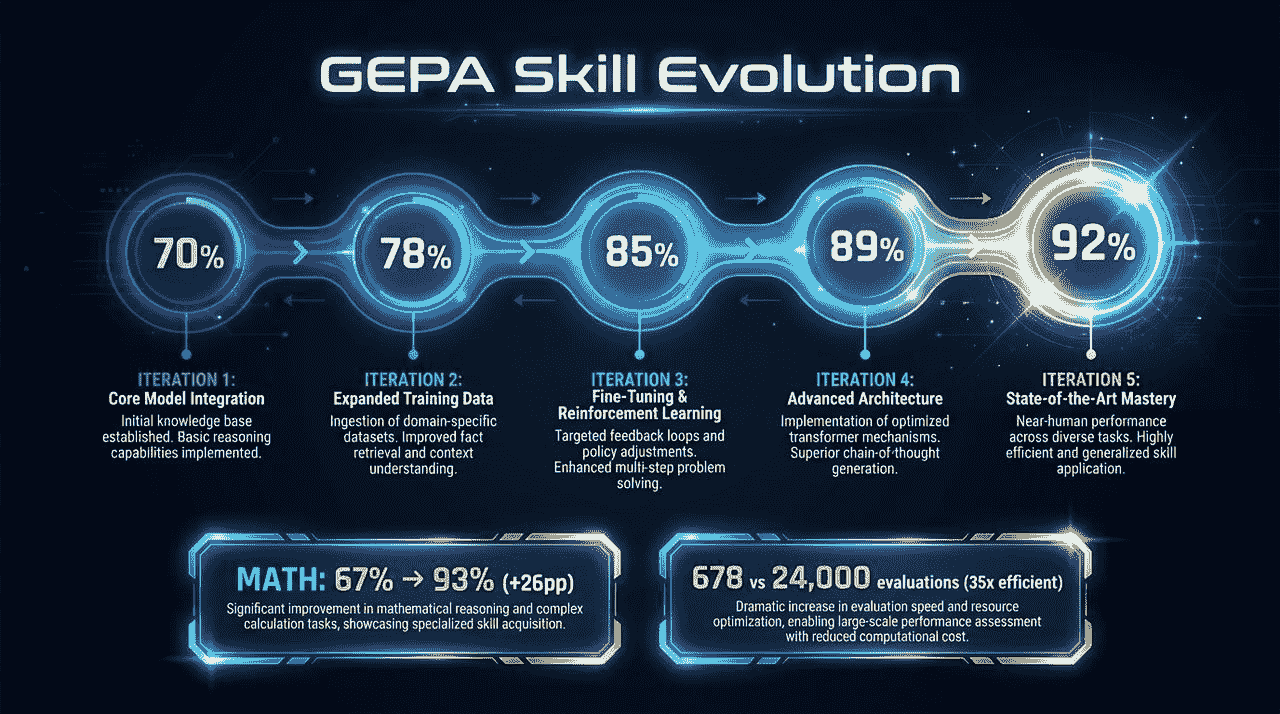 GEPA Skill Evolution
70%
78%
85%
89%
92%
ITERATION 1:
Core Model Integration
Initial knowledge base
established. Basic reasoning
capabilities implemented.
ITERATION 2:
Expanded Training Data
Ingestion of domain-specific
datasets. Improved fact
retrieval and context
understanding.
ITERATION 3:
Fine-Tuning &
Reinforcement Learning
Targeted feedback loops and
policy adjustments.
Enhanced multi-step problem
solving.
ITERATION 4:
Advanced Architecture
Implementation of optimized
transformer mechanisms.
Superior chain-of-thought
generation.
ITERATION 5:
State-of-the-Art Mastery
Near-human performance
across diverse tasks. Highly
efficient and generalized skill
application.
MATH: 67% → 93% (+26pp)
Significant improvement in mathematical reasoning and complex
calculation tasks, showcasing specialized skill acquisition.
678 vs 24,000 evaluations (35x efficient)
Dramatic increase in evaluation speed and resource
optimization, enabling large-scale performance assessment
with reduced computational cost.